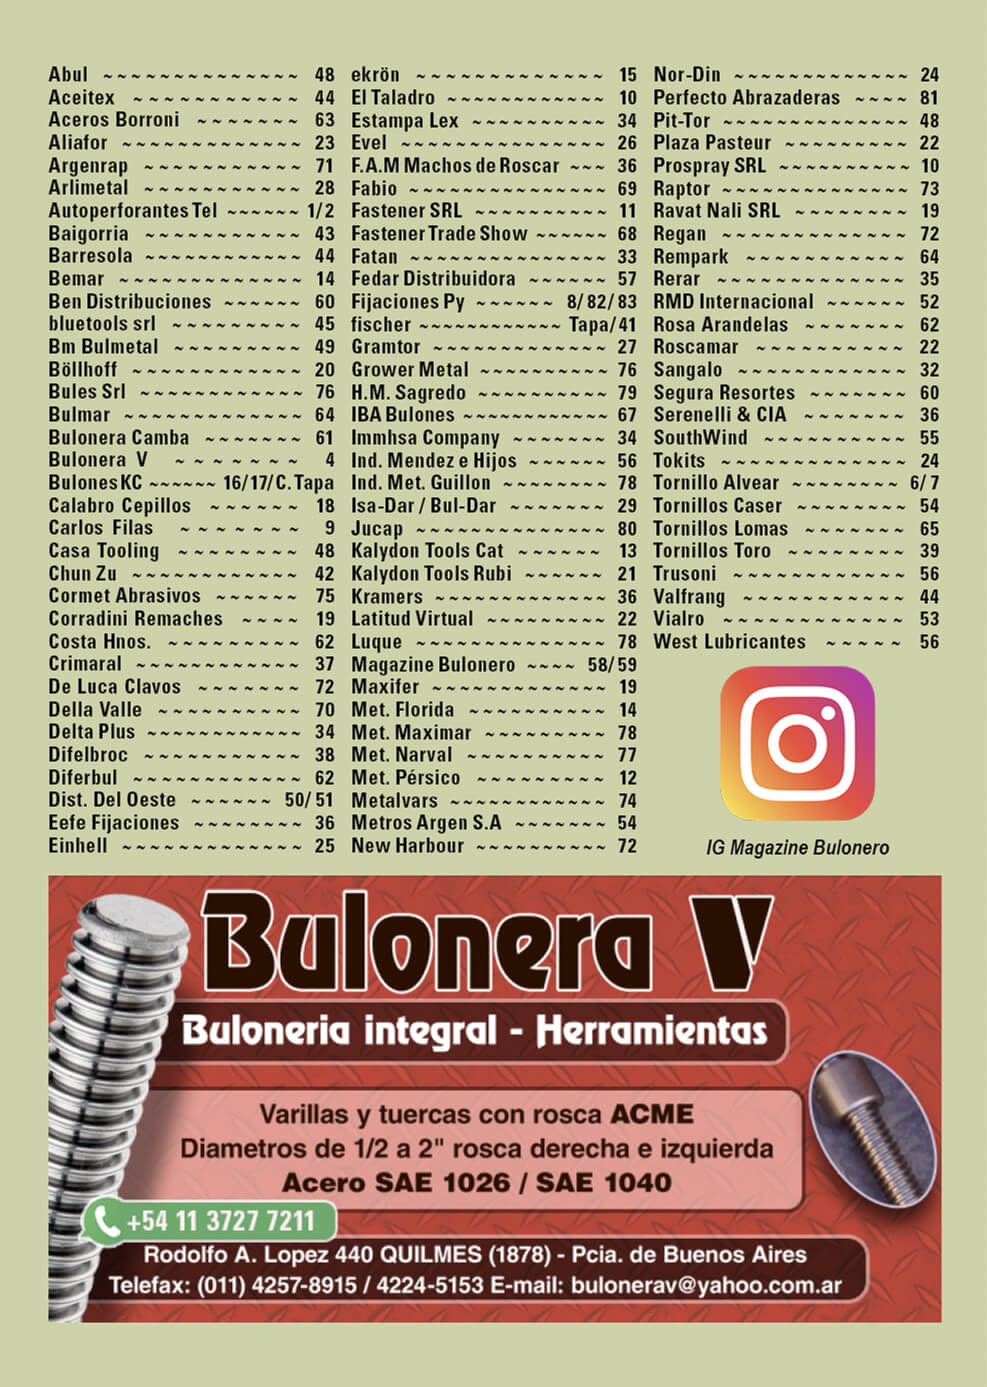 Abul ~ ~ ~ ~ ~ ~ ~ ~ ~ ~ ~ ~ ~ ~ 48
Aceitex ~ ~ ~ ~ ~ ~ ~ ~ ~ ~ ~ 44
Aceros Borroni ~ ~ ~ ~ ~ ~ ~ 63
Aliafor ~ ~ ~ ~ ~ ~ ~ ~ ~ ~ ~ ~ ~ 23
Argenrap ~ ~ ~ ~ ~ ~ ~ ~ ~ ~ ~ 71
Arlimetal ~ ~ ~ ~ ~ ~ ~ ~ ~ ~ ~ 28
Autoperforantes Tel ~ ~ ~ ~ ~ ~ 1/2
Baigorria ~ ~ ~ ~ ~ ~ ~ ~ ~ ~ ~ 43
Barresola ~ ~ ~ ~ ~ ~ ~ ~ ~ ~ ~ 44
Bemar ~ ~ ~ ~ ~ ~ ~ ~ ~ ~ ~ ~ ~ 14
Ben Distribuciones ~ ~ ~ ~ ~ ~ 60
bluetools srl ~ ~ ~ ~ ~ ~ ~ ~ ~ 45
Bm Bulmetal ~ ~ ~ ~ ~ ~ ~ ~ ~ 49
Böllhoff ~ ~ ~ ~ ~ ~ ~ ~ ~ ~ ~ ~ 20
Bules Srl ~ ~ ~ ~ ~ ~ ~ ~ ~ ~ ~ ~ 76
Bulmar ~ ~ ~ ~ ~ ~ ~ ~ ~ ~ ~ ~ ~ 64
Bulonera Camba ~ ~ ~ ~ ~ ~ ~ 61
Bulonera V ~ ~ ~ ~ ~ ~ ~ 4
Bulones KC ~ ~ ~ ~ ~ ~ 16/17/C.Tapa
Calabro Cepillos ~ ~ ~ ~ ~ ~ 18
Carlos Filas ~ ~ ~ ~ ~ ~ ~ 9
Casa Tooling ~ ~ ~ ~ ~ ~ ~ ~ 48
Chun Zu ~ ~ ~ ~ ~ ~ ~ ~ ~ ~ ~ ~ 42
Cormet Abrasivos ~ ~ ~ ~ ~ ~ 75
Corradini Remaches ~ ~ ~ ~ 19
Costa Hnos. ~ ~ ~ ~ ~ ~ ~ ~ ~ 62
Crimaral ~ ~ ~ ~ ~ ~ ~ ~ ~ ~ ~ ~ 37
De Luca Clavos ~ ~ ~ ~ ~ ~ ~ 72
Della Valle ~ ~ ~ ~ ~ ~ ~ ~ ~ ~ 70
Delta Plus ~ ~ ~ ~ ~ ~ ~ ~ ~ ~ ~ 34
Difelbroc ~ ~ ~ ~ ~ ~ ~ ~ ~ ~ ~ 38
Diferbul ~ ~ ~ ~ ~ ~ ~ ~ ~ ~ ~ ~ 62
Dist. Del Oeste ~ ~ ~ ~ ~ ~ 50/51
Eefe Fijaciones ~ ~ ~ ~ ~ ~ ~ ~ 36
Einhell ~ ~ ~ ~ ~ ~ ~ ~ ~ ~ ~ ~ ~ 25
ekrön ~ ~ ~ ~ ~ ~ ~ ~ ~ ~ ~ ~ ~ 15
El Taladro ~ ~ ~ ~ ~ ~ ~ ~ ~ ~ ~ 10
Estampa Lex ~ ~ ~ ~ ~ ~ ~ ~ ~ ~ 34
Evel ~ ~ ~ ~ ~ ~ ~ ~ ~ ~ ~ ~ ~ ~ 26
F.A.M Machos de Roscar ~ ~ ~ 36
Fabio ~ ~ ~ ~ ~ ~ ~ ~ ~ ~ ~ ~ ~ ~ 69
Fastener SRL ~ ~ ~ ~ ~ ~ ~ ~ ~ 11
Fastener Trade Show ~ ~ ~ ~ ~ ~ 68
Fatan ~ ~ ~ ~ ~ ~ ~ ~ ~ ~ ~ ~ ~ ~ 33
Fedar Distribuidora ~ ~ ~ ~ ~ ~ 57
Fijaciones Py ~ ~ ~ ~ ~ ~ 8/82/83
fischer ~ ~ ~ ~ ~ ~ ~ ~ ~ ~ ~ ~ Tapa/41
Gramtor ~ ~ ~ ~ ~ ~ ~ ~ ~ ~ ~ ~ 27
Grower Metal ~ ~ ~ ~ ~ ~ ~ ~ ~ 76
H.M. Sagredo ~ ~ ~ ~ ~ ~ ~ ~ ~ 79
IBA Bulones ~ ~ ~ ~ ~ ~ ~ ~ ~ ~ ~ 67
Immhsa Company ~ ~ ~ ~ ~ ~ ~ 34
Ind. Mendez e Hijos ~ ~ ~ ~ ~ ~ 56
Ind. Met. Guillon ~ ~ ~ ~ ~ ~ ~ ~ 78
Isa-Dar / Bul-Dar ~ ~ ~ ~ ~ ~ ~ 29
Jucap ~ ~ ~ ~ ~ ~ ~ ~ ~ ~ ~ ~ ~ ~ 80
Kalydon Tools Cat ~ ~ ~ ~ ~ ~ 13
Kalydon Tools Rubi ~ ~ ~ ~ ~ ~ 21
Kramers ~ ~ ~ ~ ~ ~ ~ ~ ~ ~ ~ ~ 36
Latitud Virtual ~ ~ ~ ~ ~ ~ ~ ~ ~ 22
Luque ~ ~ ~ ~ ~ ~ ~ ~ ~ ~ ~ ~ ~ ~ 78
Magazine Bulonero ~ ~ ~ ~ 58/59
Maxifer ~ ~ ~ ~ ~ ~ ~ ~ ~ ~ ~ ~ ~ 19
Met. Florida ~ ~ ~ ~ ~ ~ ~ ~ ~ ~ 14
Met. Maximar ~ ~ ~ ~ ~ ~ ~ ~ ~ 78
Met. Narval ~ ~ ~ ~ ~ ~ ~ ~ ~ ~ 77
Met. Pérsico ~ ~ ~ ~ ~ ~ ~ ~ ~ 12
Metalvars ~ ~ ~ ~ ~ ~ ~ ~ ~ ~ ~ 74
Metros Argen S.A ~ ~ ~ ~ ~ ~ ~ 54
New Harbour ~ ~ ~ ~ ~ ~ ~ ~ ~ ~ 72
Nor-Din ~ ~ ~ ~ ~ ~ ~ ~ ~ ~ ~ ~ ~ 24
Perfecto Abrazaderas ~ ~ ~ ~ 81
Pit-Tor ~ ~ ~ ~ ~ ~ ~ ~ ~ ~ ~ ~ ~ 48
Plaza Pasteur ~ ~ ~ ~ ~ ~ ~ ~ ~ 22
Prospray SRL ~ ~ ~ ~ ~ ~ ~ ~ ~ ~ 10
Raptor ~ ~ ~ ~ ~ ~ ~ ~ ~ ~ ~ ~ ~ 73
Ravat Nali SRL ~ ~ ~ ~ ~ ~ ~ ~ 19
Regan ~ ~ ~ ~ ~ ~ ~ ~ ~ ~ ~ ~ ~ 72
Rempark ~ ~ ~ ~ ~ ~ ~ ~ ~ ~ ~ 64
Rerar ~ ~ ~ ~ ~ ~ ~ ~ ~ ~ ~ ~ ~ 35
RMD Internacional ~ ~ ~ ~ ~ ~ 52
Rosa Arandelas ~ ~ ~ ~ ~ ~ ~ 62
Roscamar ~ ~ ~ ~ ~ ~ ~ ~ ~ ~ 22
Sangalo ~ ~ ~ ~ ~ ~ ~ ~ ~ ~ ~ ~ 32
Segura Resortes ~ ~ ~ ~ ~ ~ ~ 60
Serenelli & CIA ~ ~ ~ ~ ~ ~ ~ 36
SouthWind ~ ~ ~ ~ ~ ~ ~ ~ ~ ~ 55
Tokits ~ ~ ~ ~ ~ ~ ~ ~ ~ ~ ~ ~ ~ 24
Tornillo Alvear ~ ~ ~ ~ ~ ~ ~ ~ 6/7
Tornillos Caser ~ ~ ~ ~ ~ ~ ~ ~ 54
Tornillos Lomas ~ ~ ~ ~ ~ ~ ~ 65
Tornillos Toro ~ ~ ~ ~ ~ ~ ~ ~ 39
Trusoni ~ ~ ~ ~ ~ ~ ~ ~ ~ ~ ~ ~ 56
Valfrang ~ ~ ~ ~ ~ ~ ~ ~ ~ ~ ~ 44
Vialro ~ ~ ~ ~ ~ ~ ~ ~ ~ ~ ~ ~ ~ 53
West Lubricantes ~ ~ ~ ~ ~ 56
IG Magazine Bulonero
Bulonera V
Buloneria integral - Herramientas
Varillas y tuercas con rosca ACME
Diametros de 1/2 a 2" rosca derecha e izquierda
Acero SAE 1026 / SAE 1040
+54 11 3727 7211
Rodolfo A. Lopez 440 QUILMES (1878) - Pcia. de Buenos Aires
Telefax: (011) 4257-8915 / 4224-5153 E-mail: bulonerav@yahoo.com.ar